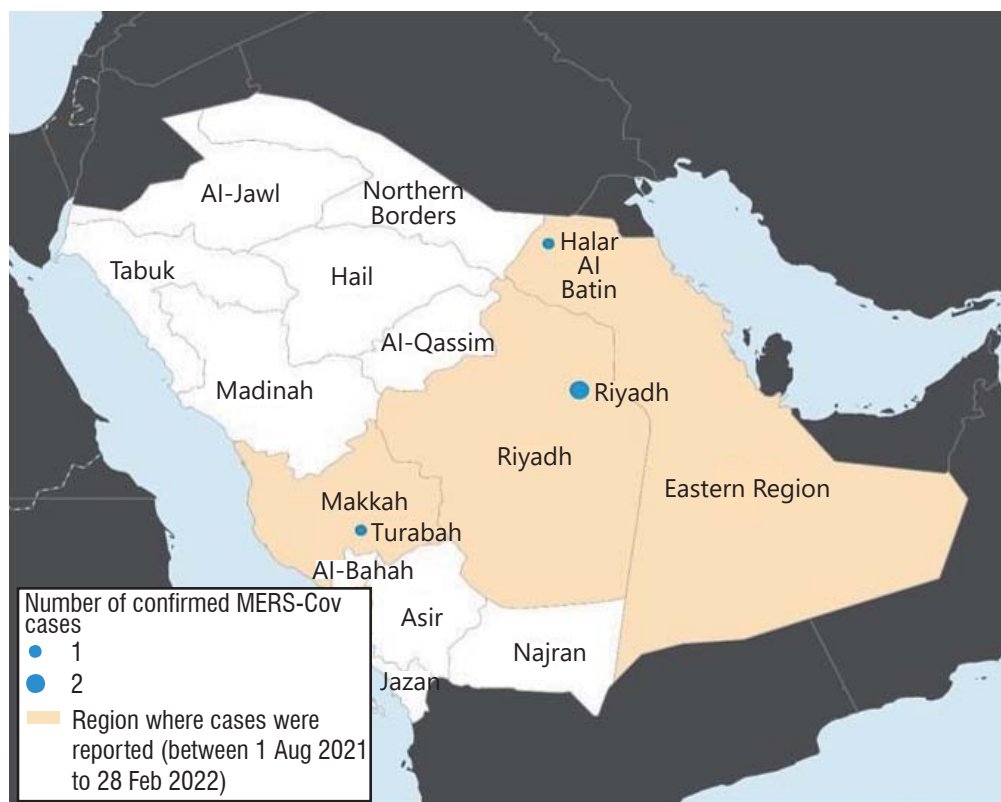 Al-Jawl
Northern
Borders
Tabuk
Hail
Halar
Al
Batin
Al-Qassim
Madinah
Riyadh
Riyadh
Eastern Region
Makkah
Turabah
Al-Bahah
Asir
Najran
Jazan
Number of confirmed MERS-Cov
cases
1
2
Region where cases were
reported (between 1 Aug 2021
to 28 Feb 2022)